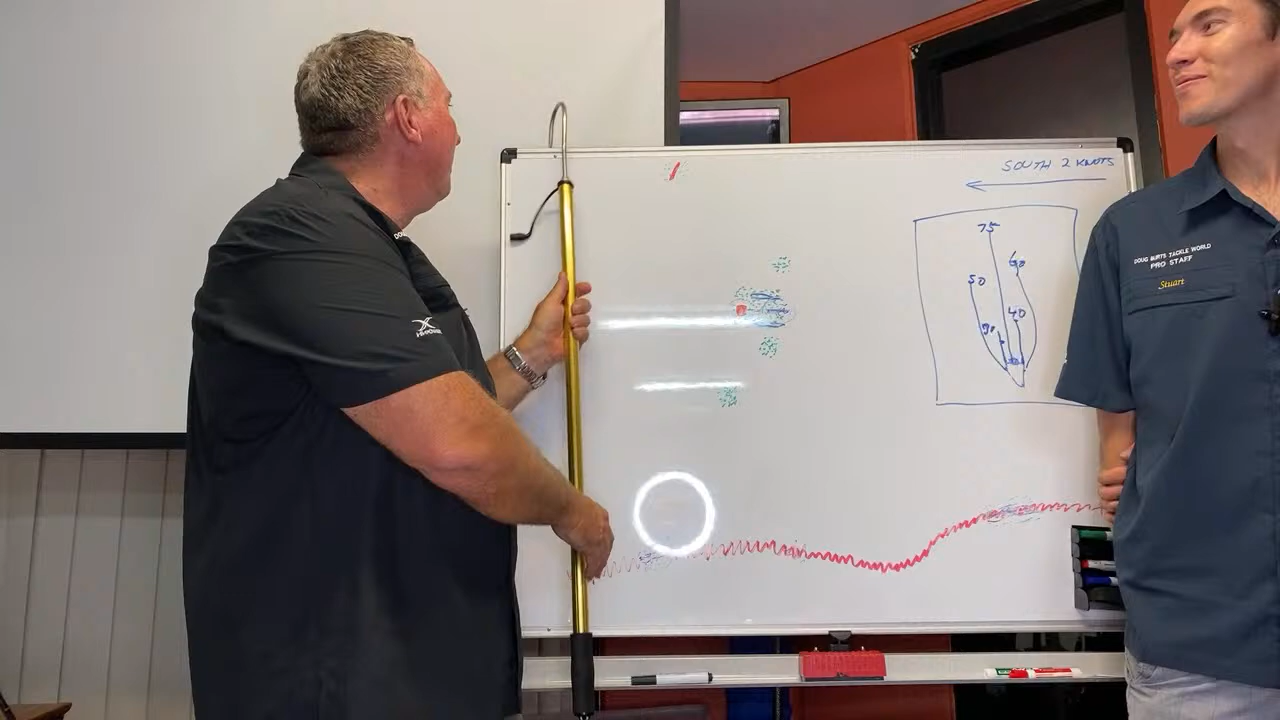 SOUTH 2 KNOTS
75
60
50
40
DOUG BURTS TACKLE WORLD
PRO STAFF
Stuart